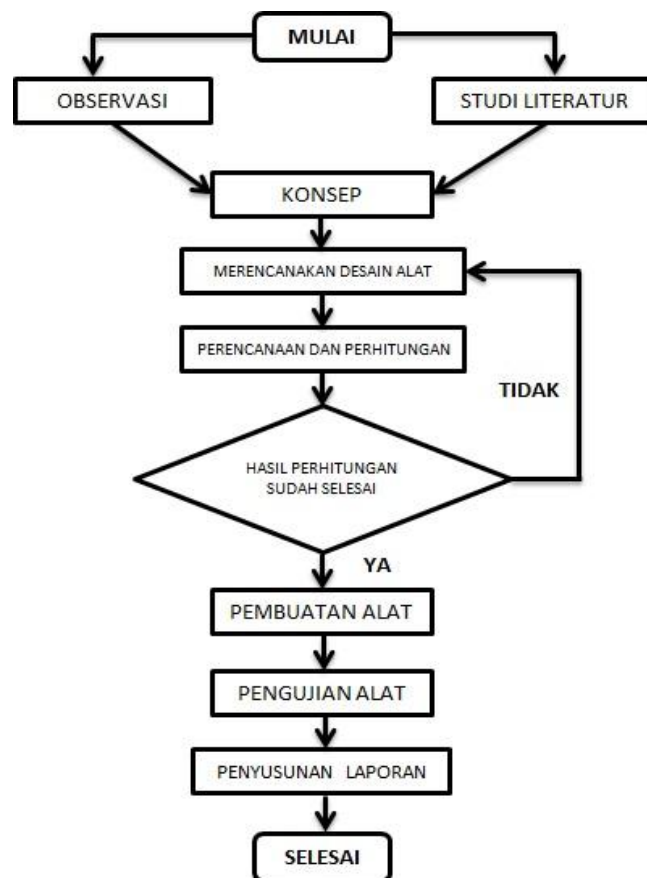 MULAI
OBSERVASI
STUDI LITERATUR
KONSEP
MERENCANAKAN DESAIN ALAT
PERENCANAAN DAN PERHITUNGAN
TIDAK
HASIL PERHITUNGAN
SUDAH SELESAI
YA
PEMBUATAN ALAT
PENGUJIAN ALAT
PENYUSUNAN LAPORAN
SELESAI